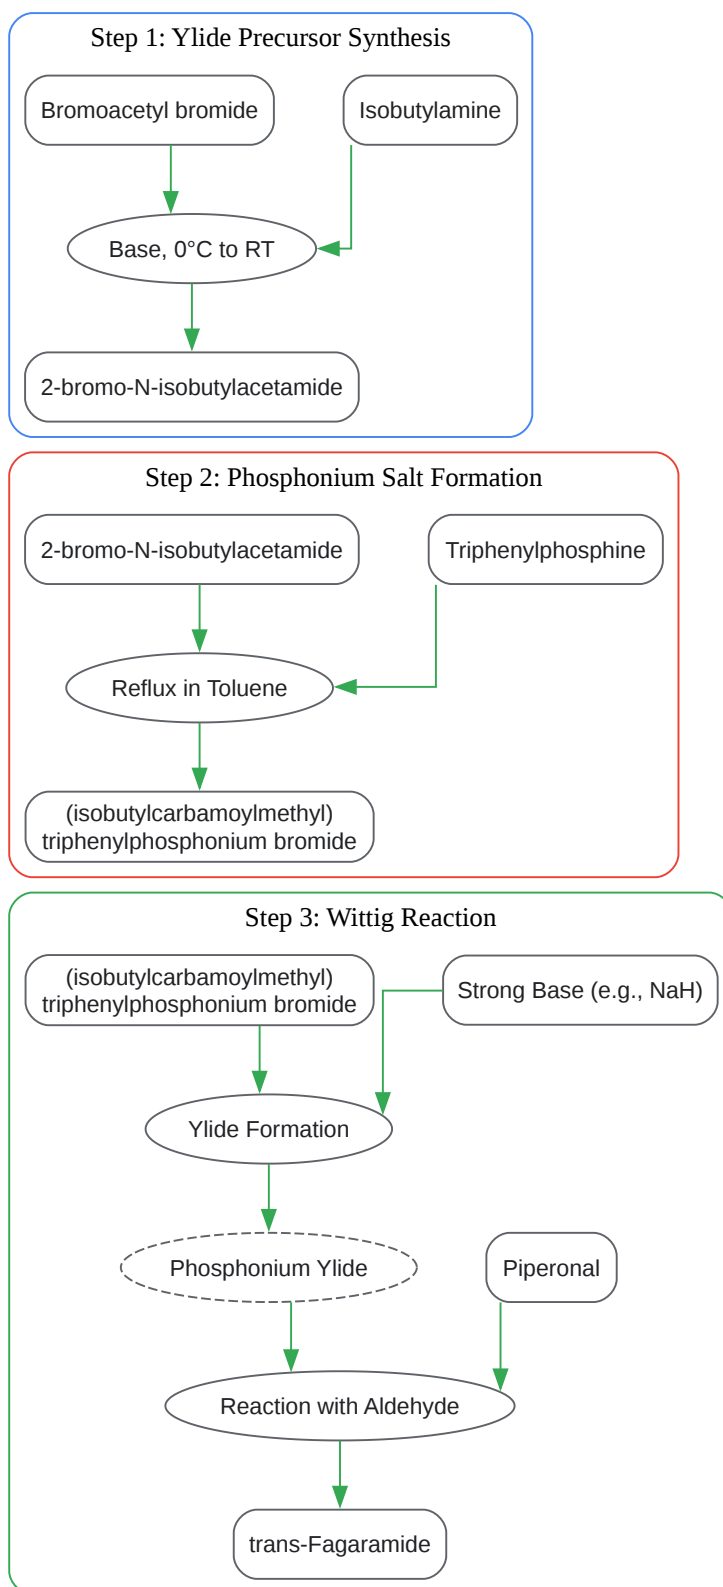 Step 1: Ylide Precursor Synthesis
Bromoacetyl bromide
Isobutylamine
Base, 0°C to RT
2-bromo-N-isobutylacetamide
Step 2: Phosphonium Salt Formation
2-bromo-N-isobutylacetamide
Triphenylphosphine
Reflux in Toluene
(isobutylcarbamoylmethyl)
triphenylphosphonium bromide
Step 3: Wittig Reaction
(isobutylcarbamoylmethyl)
triphenylphosphonium bromide
Strong Base (e.g., NaH)
Ylide Formation
Phosphonium Ylide
Piperonal
Reaction with Aldehyde
trans-Fagaramide